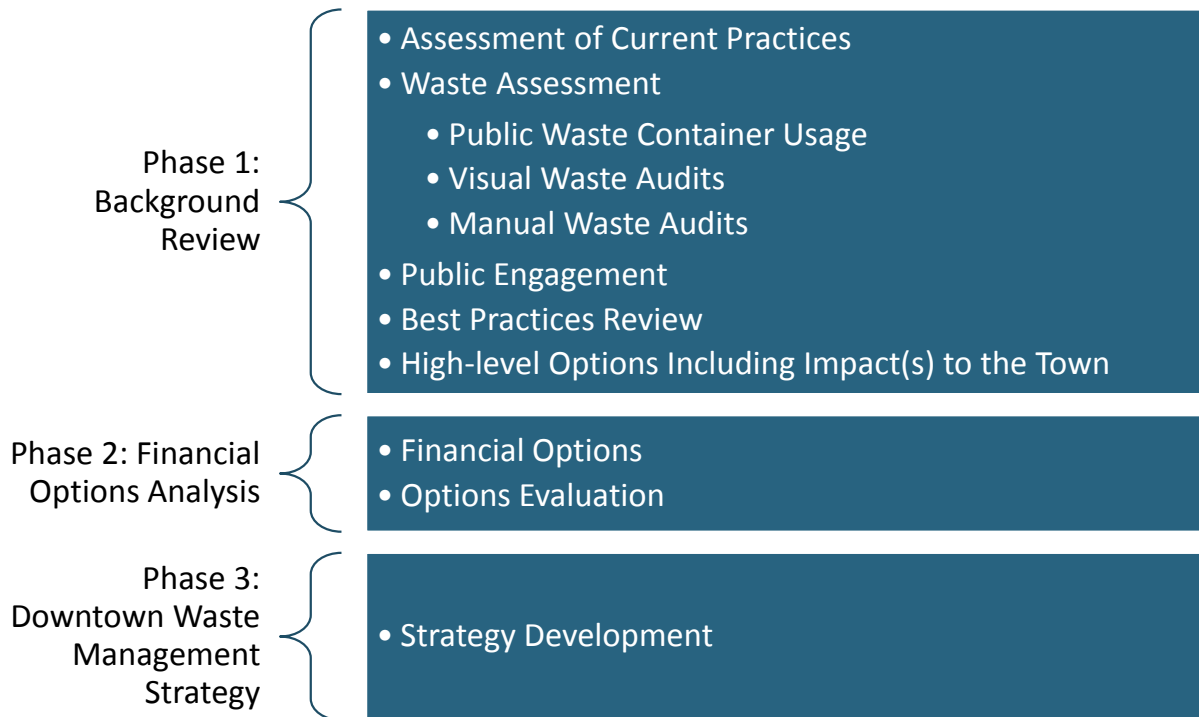 Phase 1:
Background
Review
• Assessment of Current Practices
• Waste Assessment
• Public Waste Container Usage
• Visual Waste Audits
• Manual Waste Audits
• Public Engagement
• Best Practices Review
• High-level Options Including Impact(s) to the Town
Phase 2: Financial
Options Analysis
• Financial Options
• Options Evaluation
Phase 3:
Downtown Waste
Management
Strategy
• Strategy Development